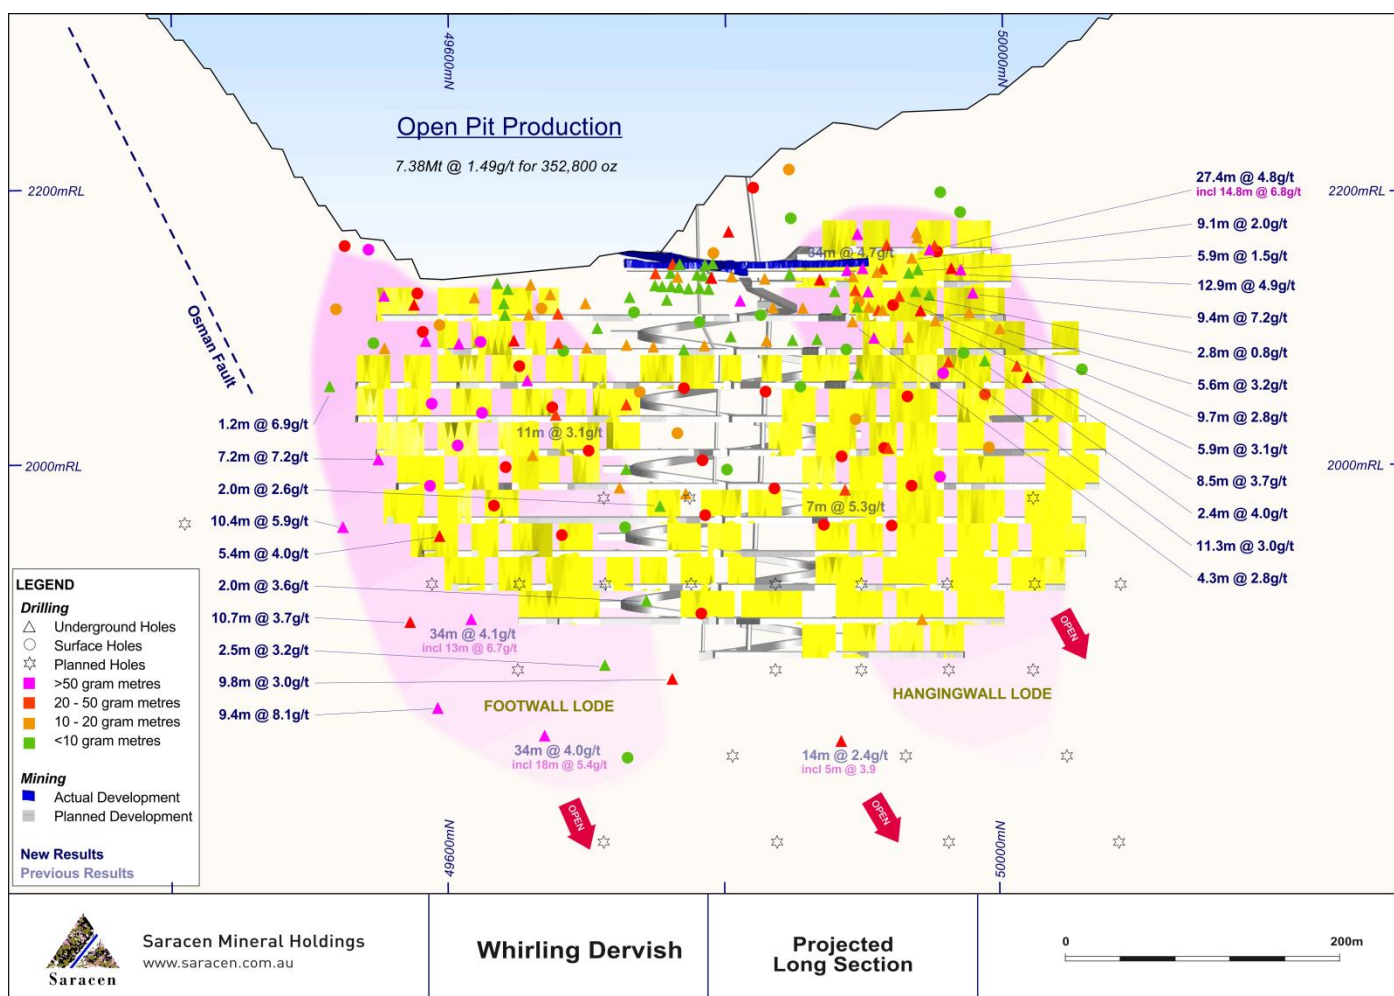 49600mN
50000mN
Open Pit Production
7.38Mt @ 1.49g/t for 352,800 oz
2200mRL
2200mRL
Osman Fault
27.4m @ 4.8g/t
incl 14.8m @ 6.8g/t
9.1m @ 2.0g/t
5.9m @ 1.5g/t
12.9m @ 4.9g/t
9.4m @ 7.2g/t
2.8m @ 0.8g/t
5.6m @ 3.2g/t
9.7m @ 2.8g/t
5.9m @ 3.1g/t
8.5m @ 3.7g/t
2.4m @ 4.0g/t
11.3m @ 3.0g/t
4.3m @ 2.8g/t
34m @ 4.7g/t
11m @ 3.1g/t
7m @ 5.3g/t
2000mRL
2000mRL
1.2m @ 6.9g/t
7.2m @ 7.2g/t
2.0m @ 2.6g/t
10.4m @ 5.9g/t
5.4m @ 4.0g/t
2.0m @ 3.6g/t
10.7m @ 3.7g/t
2.5m @ 3.2g/t
9.8m @ 3.0g/t
9.4m @ 8.1g/t
34m @ 4.1g/t
incl 13m @ 6.7g/t
FOOTWALL LODE
HANGINGWALL LODE
34m @ 4.0g/t
incl 18m @ 5.4g/t
14m @ 2.4g/t
incl 5m @ 3.9
OPEN
OPEN
OPEN
LEGEND
Drilling
Underground Holes
Surface Holes
Planned Holes
>50 gram metres
20 - 50 gram metres
10 - 20 gram metres
<10 gram metres
Mining
Actual Development
Planned Development
New Results
Previous Results
49600mN
50000mN
Saracen
Saracen Mineral Holdings
www.saracen.com.au
Whirling Dervish
Projected
Long Section
0 200m